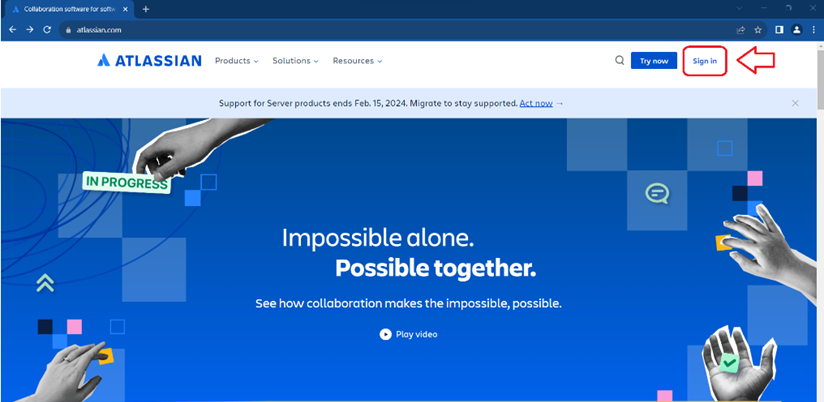 Collaboration software for softw
atlassian.com
ATLASSIAN Products Solutions Resources Try now Sign in
Support for Server products ends Feb. 15, 2024. Migrate to stay supported. Act now →
IN PROGRESS
Impossible alone.
Possible together.
See how collaboration makes the impossible, possible.
Play video